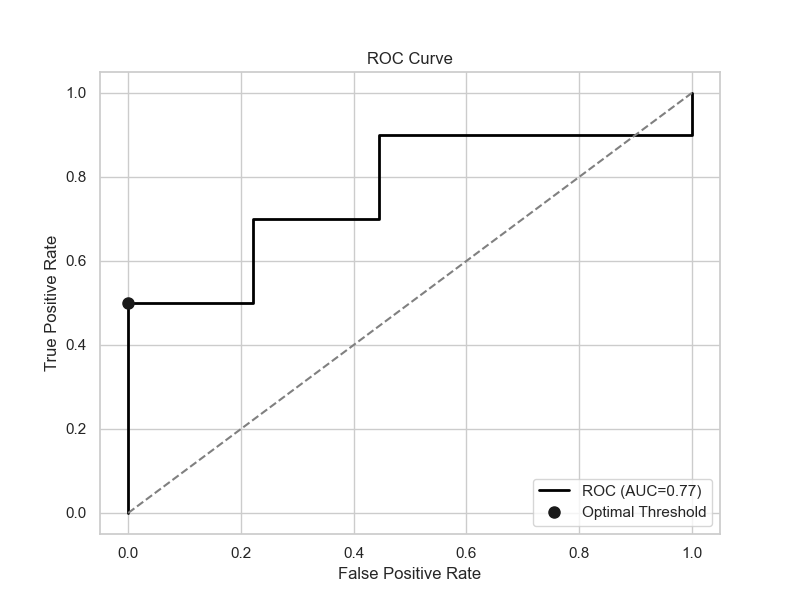 ROC Curve
True Positive Rate
1.0
0.8
0.6
0.4
0.2
0.0
ROC (AUC=0.77)
Optimal Threshold
0.0 0.2 0.4 0.6 0.8 1.0
False Positive Rate